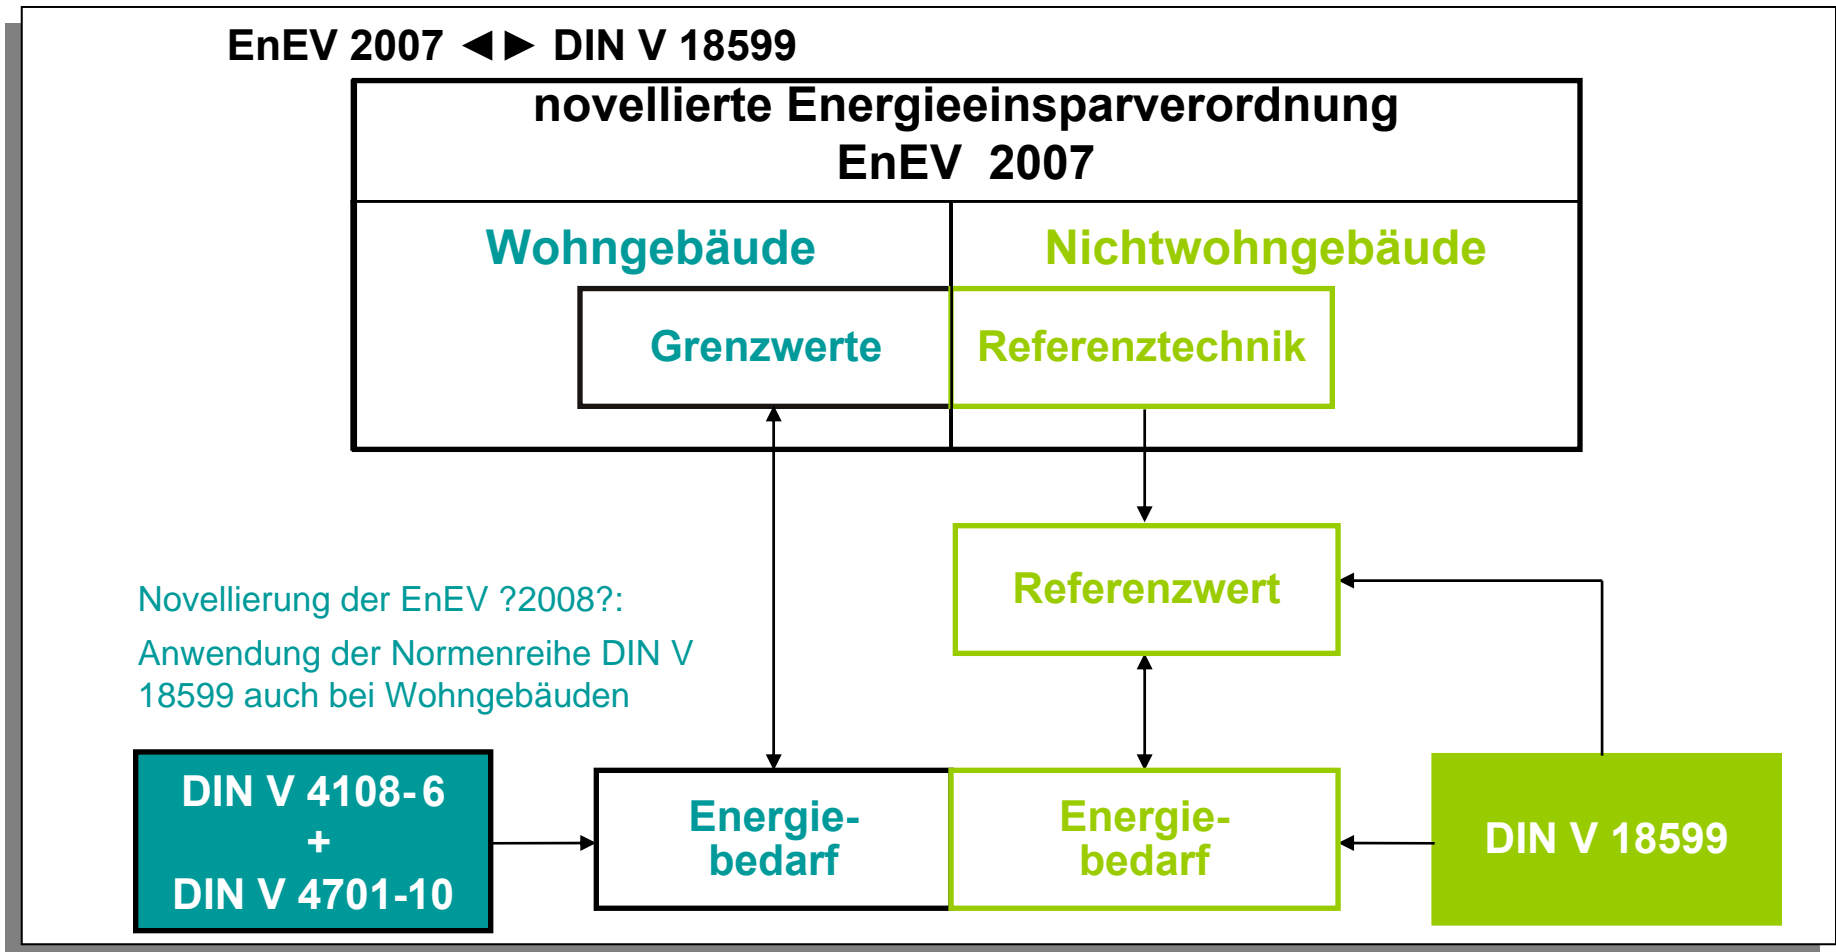 EnEV 2007 ◄► DIN V 18599
novellierte Energieeinsparverordnung
EnEV 2007
Wohngebäude
Nichtwohngebäude
Grenzwerte
Referenztechnik
Referenzwert
Novellierung der EnEV ?2008?:
Anwendung der Normenreihe DIN V
18599 auch bei Wohngebäuden
DIN V 4108-6
+
DIN V 4701-10
Energie-
bedarf
Energie-
bedarf
DIN V 18599